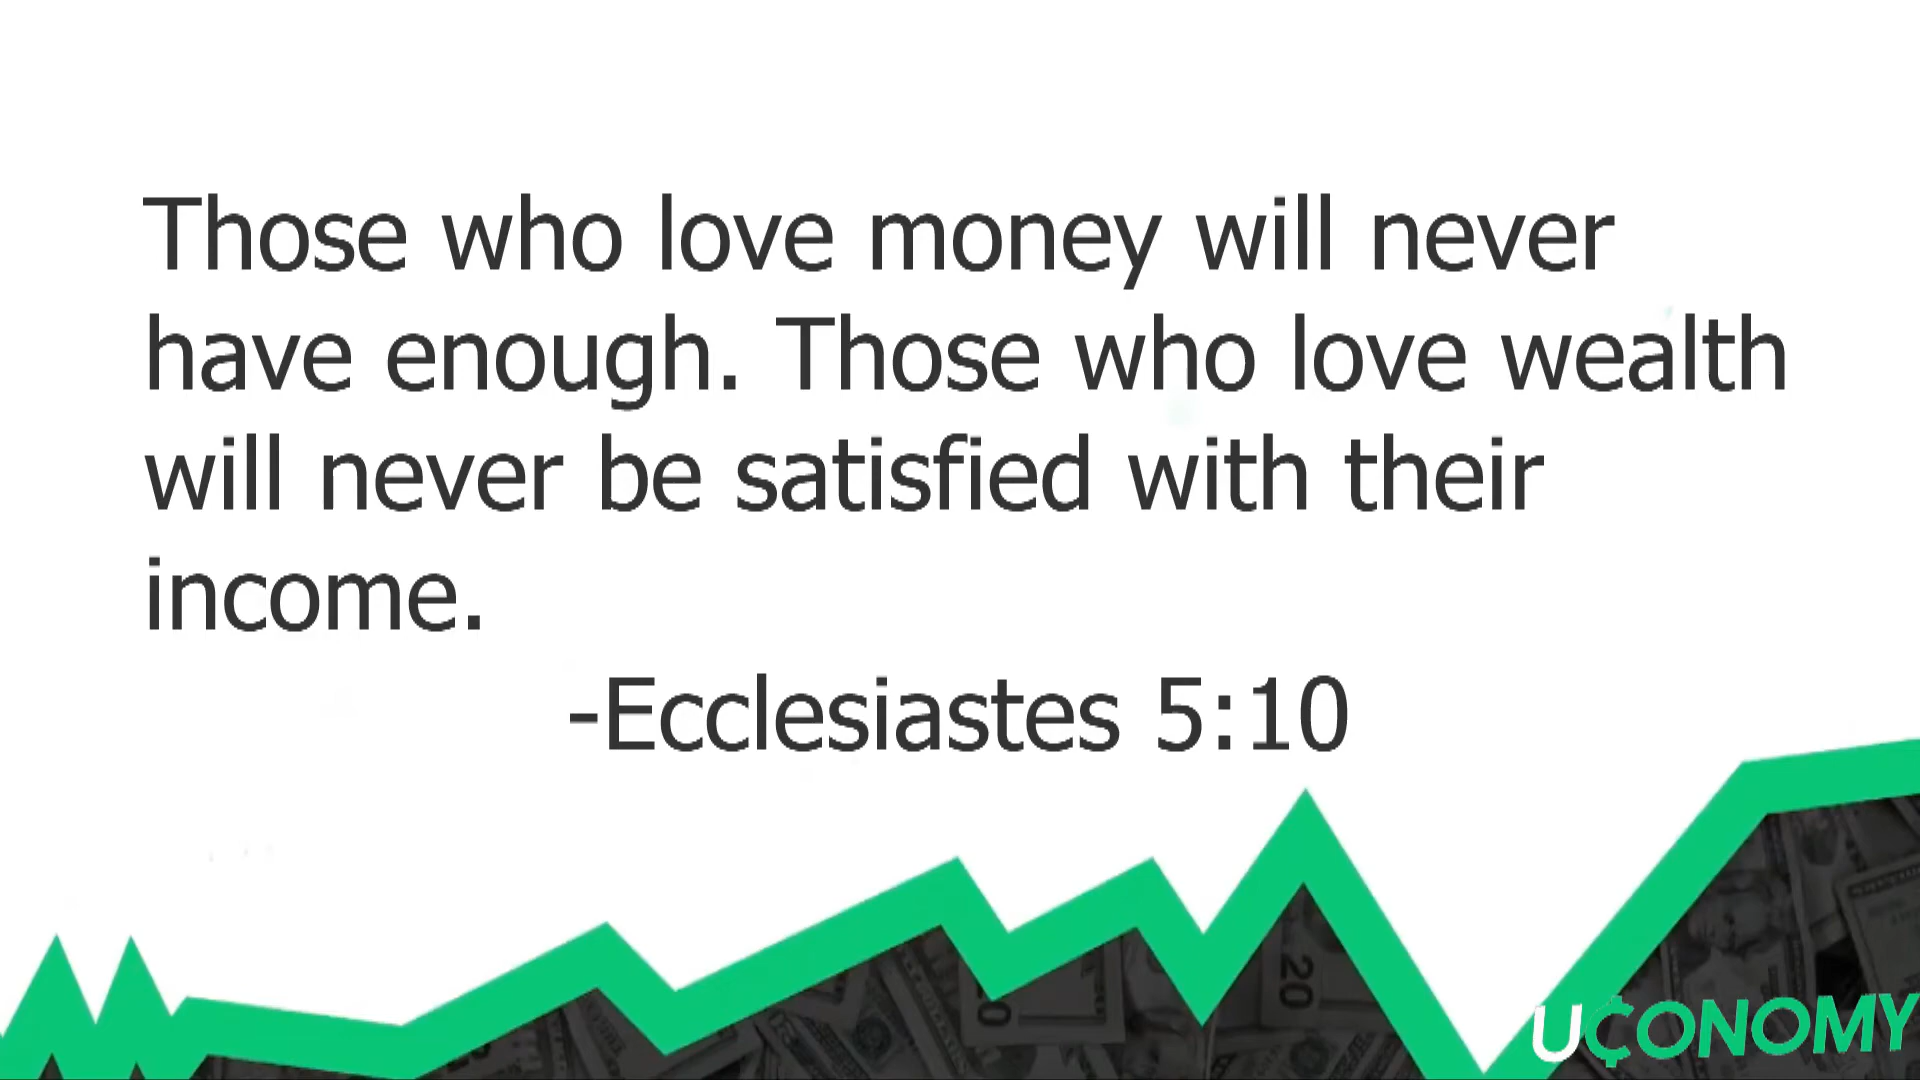 Those who love money will never
have enough. Those who love wealth
will never be satisfied with their
income.
-Ecclesiastes 5:10
20
UCONOMY